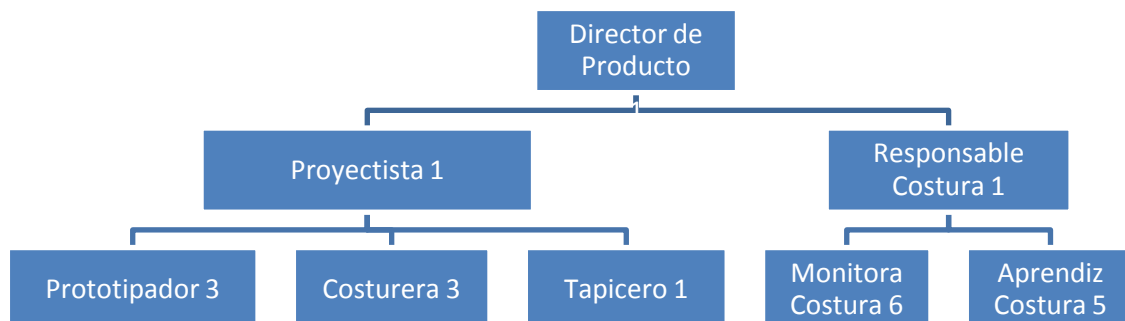 Director de
Producto
1
Proyectista 1
Responsable
Costura 1
Prototipador 3
Costurera 3
Tapicero 1
Monitora
Costura 6
Aprendiz
Costura 5